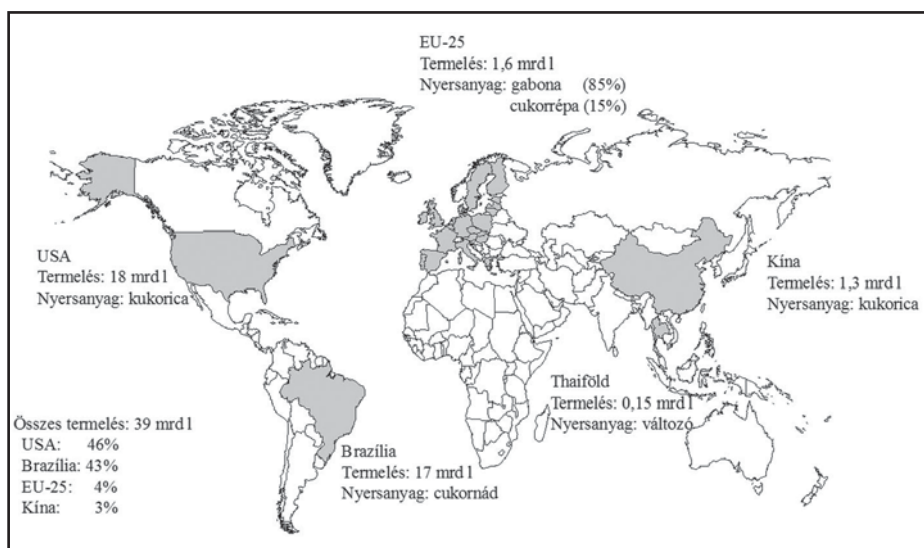 EU-25
Termelés: 1,6 mrd l
Nyersanyag: gabona (85%)
cukorrépa (15%)
USA
Termelés: 18 mrd l
Nyersanyag: kukorica
Kína
Termelés: 1,3 mrd l
Nyersanyag: kukorica
Thaiföld
Termelés: 0,15 mrd l
Nyersanyag: változó
Brazília
Termelés: 17 mrd l
Nyersanyag: cukornád
Összes termelés: 39 mrd l
USA: 46%
Brazília: 43%
EU-25: 4%
Kína: 3%